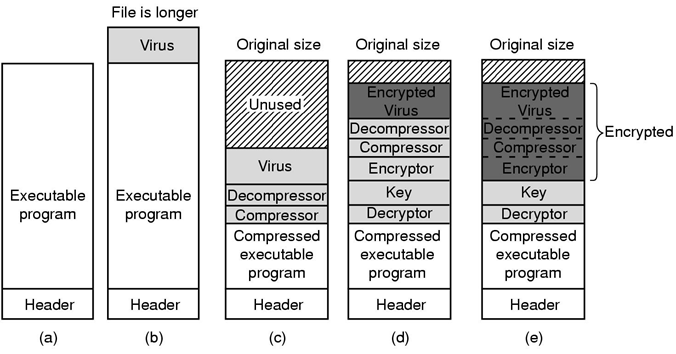 File is longer
Virus
Executable
program
Header
(a)
Executable
program
Header
(b)
Original size
Unused
Virus
Decompressor
Compressor
Compressed
executable
program
Header
(c)
Original size
Encrypted
Virus
Decompressor
Compressor
Encryptor
Key
Decryptor
Compressed
executable
program
Header
(d)
Original size
Encrypted
Virus
Decompressor
Compressor
Encryptor
Key
Decryptor
Compressed
executable
program
Header
(e)
Encrypted